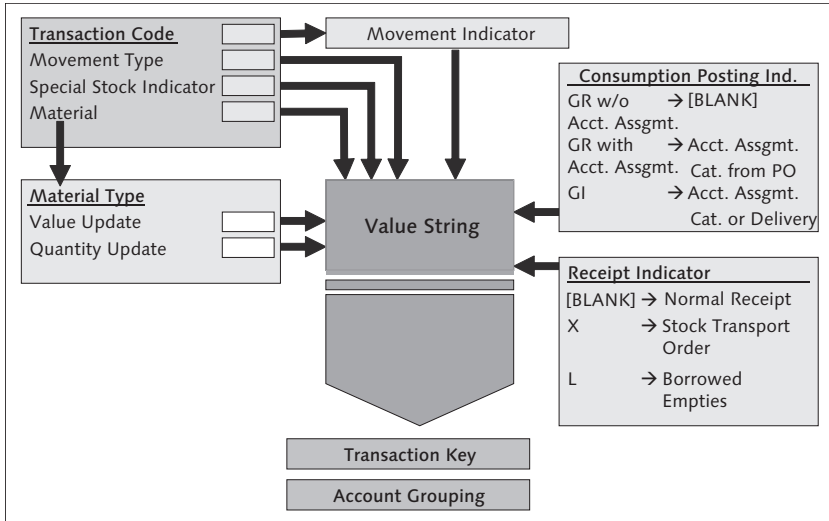 Transaction Code
Movement Type
Special Stock Indicator
Material
Movement Indicator
Material Type
Value Update
Quantity Update
Value String
Consumption Posting Ind.
GR w/o → [BLANK]
Acct. Assgmt.
GR with → Acct. Assgmt.
Acct. Assgmt. Cat. from PO
GI → Acct. Assgmt.
Cat. or Delivery
Receipt Indicator
[BLANK] → Normal Receipt
X → Stock Transport
Order
L → Borrowed
Empties
Transaction Key
Account Grouping